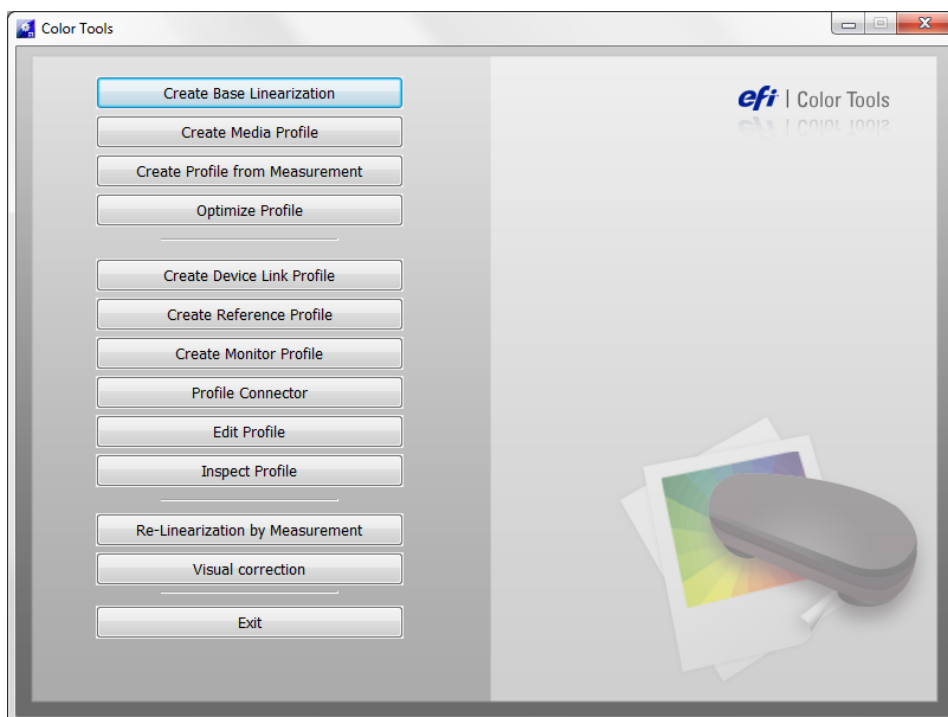 Color Tools
Create Base Linearization
Create Media Profile
Create Profile from Measurement
Optimize Profile
Create Device Link Profile
Create Reference Profile
Create Monitor Profile
Profile Connector
Edit Profile
Inspect Profile
Re-Linearization by Measurement
Visual correction
Exit
efi | Color Tools